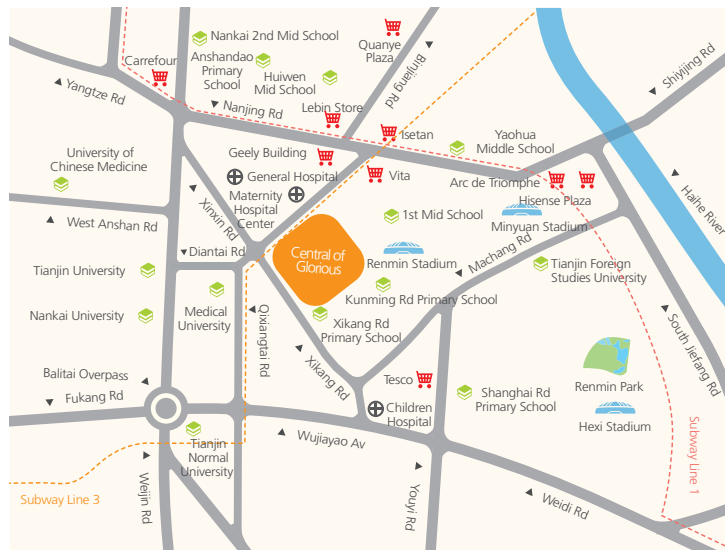 Nankai 2nd Mid School
Quanye
Plaza
Anshandao
Primary
School
Carrefour
Huiwen
Mid School
Binjiang Rd
Shiyijing Rd
Yangtze Rd
Nanjing Rd
Lebin Store
Isetan
Yaohua
Middle School
University of
Chinese Medicine
Geely Building
General Hospital
Vita
Arc de Triomphe
Hisense Plaza
Maternity
Hospital
Center
Xinxin Rd
1st Mid School
Minyuan Stadium
Haihe River
West Anshan Rd
Diantai Rd
Central of
Glorious
Renmin Stadium
Machang Rd
Tianjin University
Tianjin Foreign
Studies University
Kunming Rd Primary School
Nankai University
Medical
University
Qixiangtai Rd
Xikang Rd
Primary School
South Jiefang Rd
Xikang Rd
Balitai Overpass
Fukang Rd
Tesco
Renmin Park
Shanghai Rd
Primary School
Children
Hospital
Hexi Stadium
Wujiayao Av
Tianjin
Normal
University
Subway Line 1
Subway Line 3
Weijin Rd
Youyi Rd
Weidi Rd